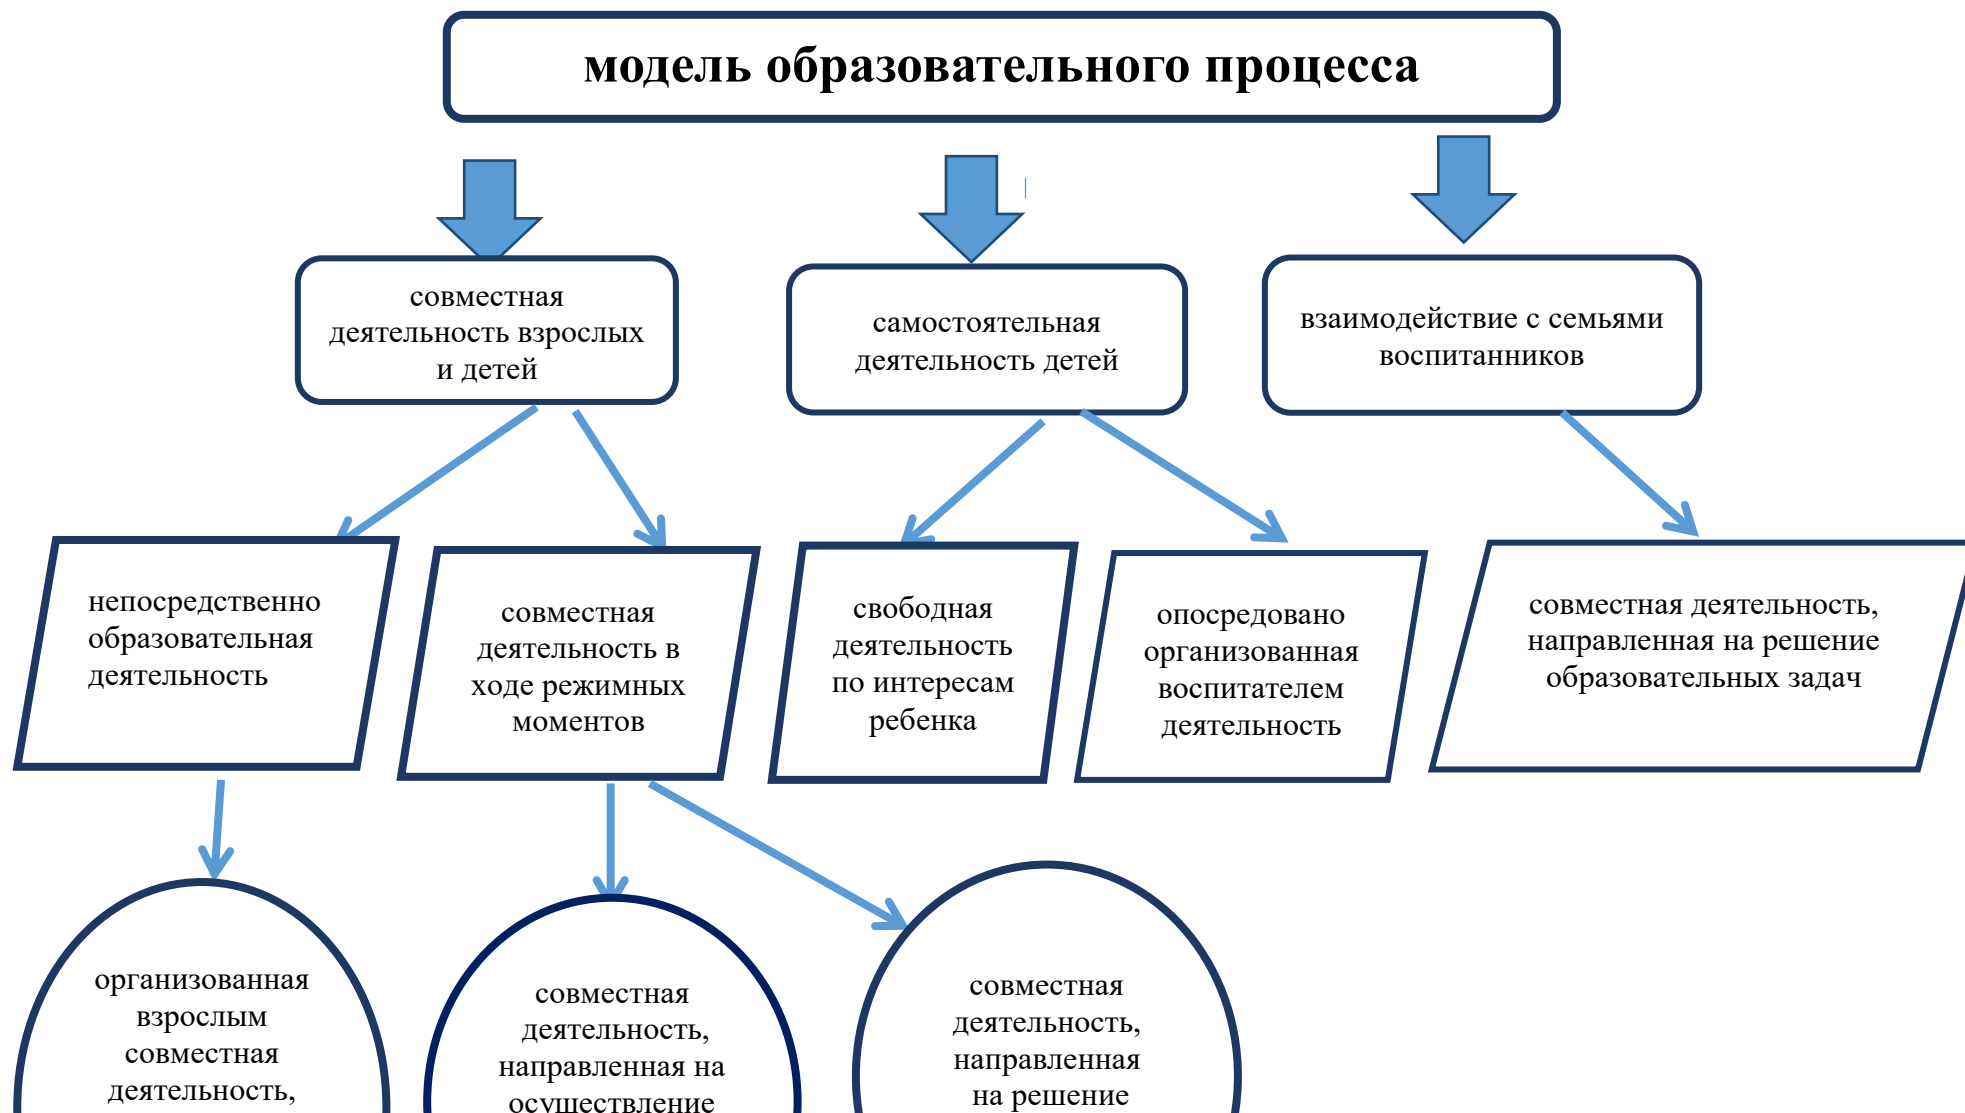 модель образовательного процесса
совместная
деятельность взрослых
и детей
самостоятельная
деятельность детей
взаимодействие с семьями
воспитанников
непосредственно
образовательная
деятельность
совместная
деятельность в
ходе режимных
моментов
свободная
деятельность
по интересам
ребенка
опосредовано
организованная
воспитателем
деятельность
совместная деятельность,
направленная на решение
образовательных задач
организованная
взрослым
совместная
деятельность,
совместная
деятельность,
направленная на
осуществление
совместная
деятельность,
направленная
на решение